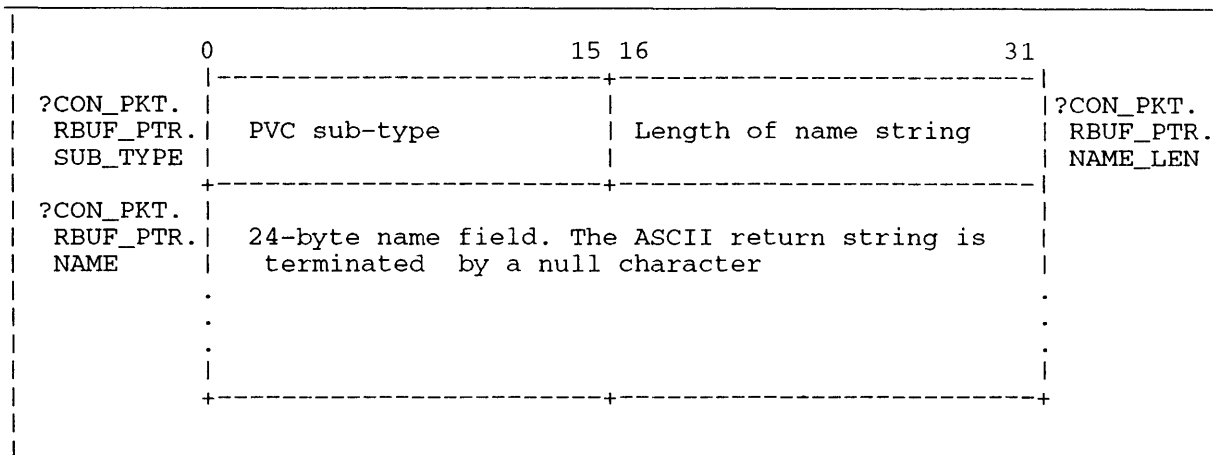 0 15 16 31
?CON_PKT. ?CON_PKT.
RBUF_PTR. PVC sub-type Length of name string RBUF_PTR.
SUB_TYPE NAME_LEN
?CON_PKT.
RBUF_PTR. 24-byte name field. The ASCII return string is
NAME terminated by a null character